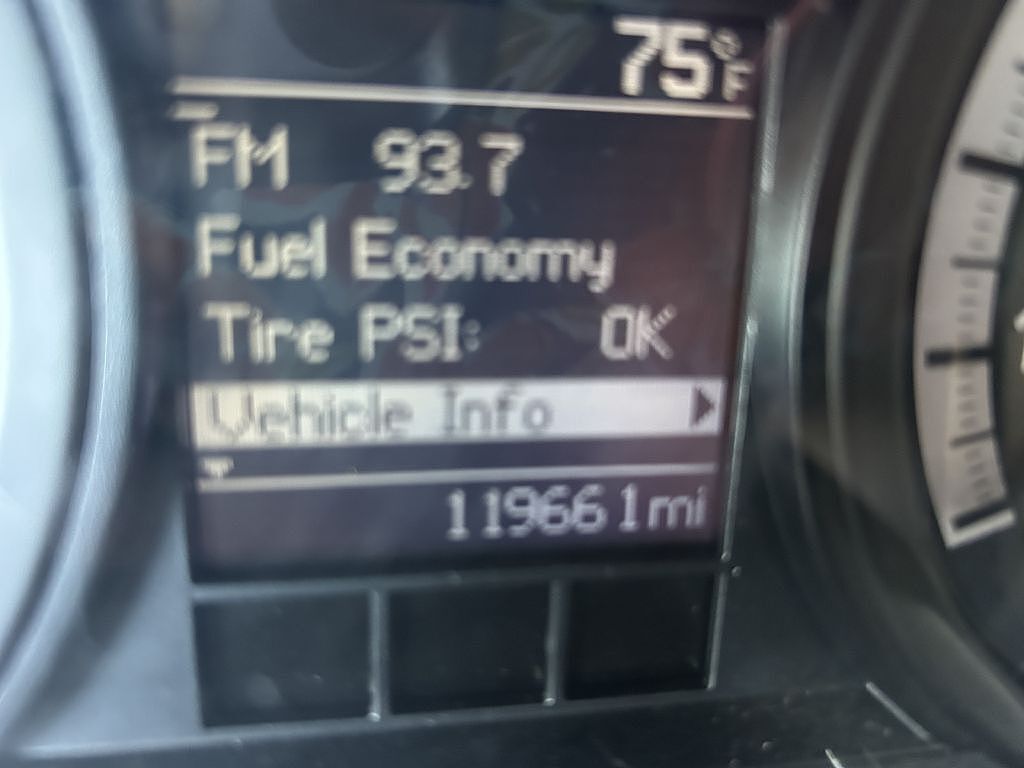 75°F
FM 93.7
Fuel Economy
Tire PSI: OK
Vehicle Info
119661mi